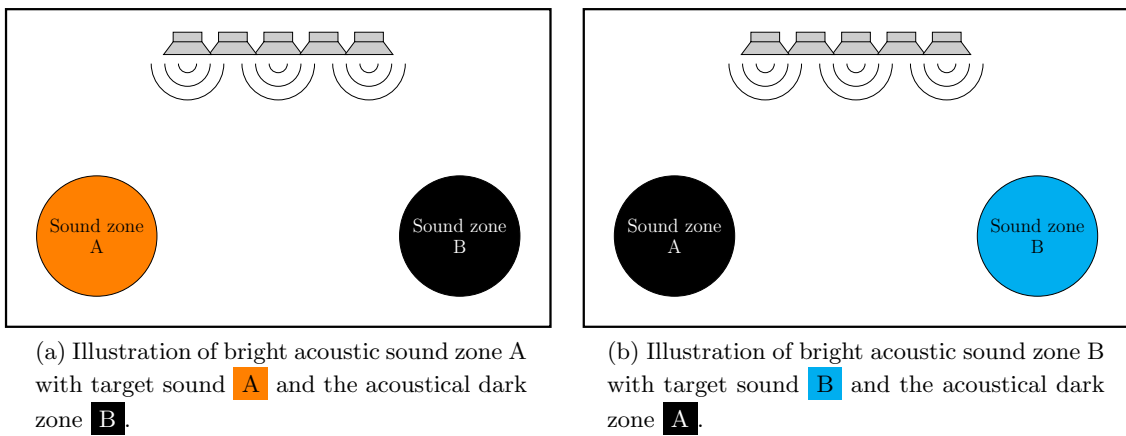 Sound zone
A
Sound zone
B
(a) Illustration of bright acoustic sound zone A
with target sound A and the acoustical dark
zone B.
Sound zone
A
Sound zone
B
(b) Illustration of bright acoustic sound zone B
with target sound B and the acoustical dark
zone A.